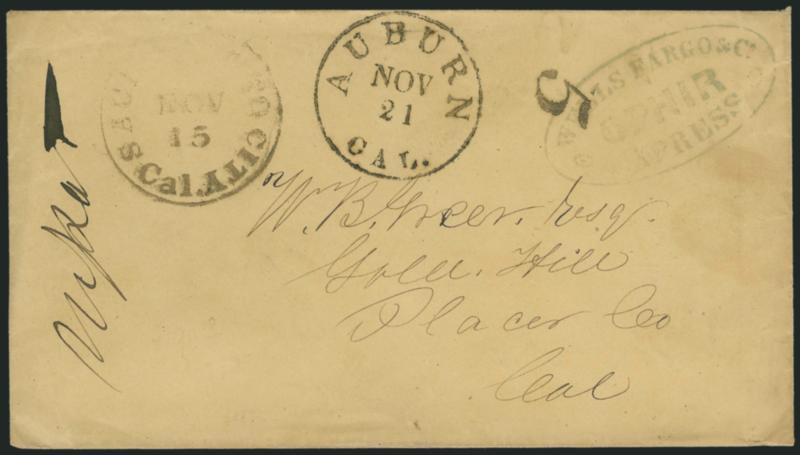 SACRAMENTO CITY
NOV
15
Cal.
AUBURN
NOV
21
CAL.
5
WELLS FARGO & Co
OPHIR
EXPRESS
W. B. Greer. Esq.
Gold. Hill
Placer Co
Cal